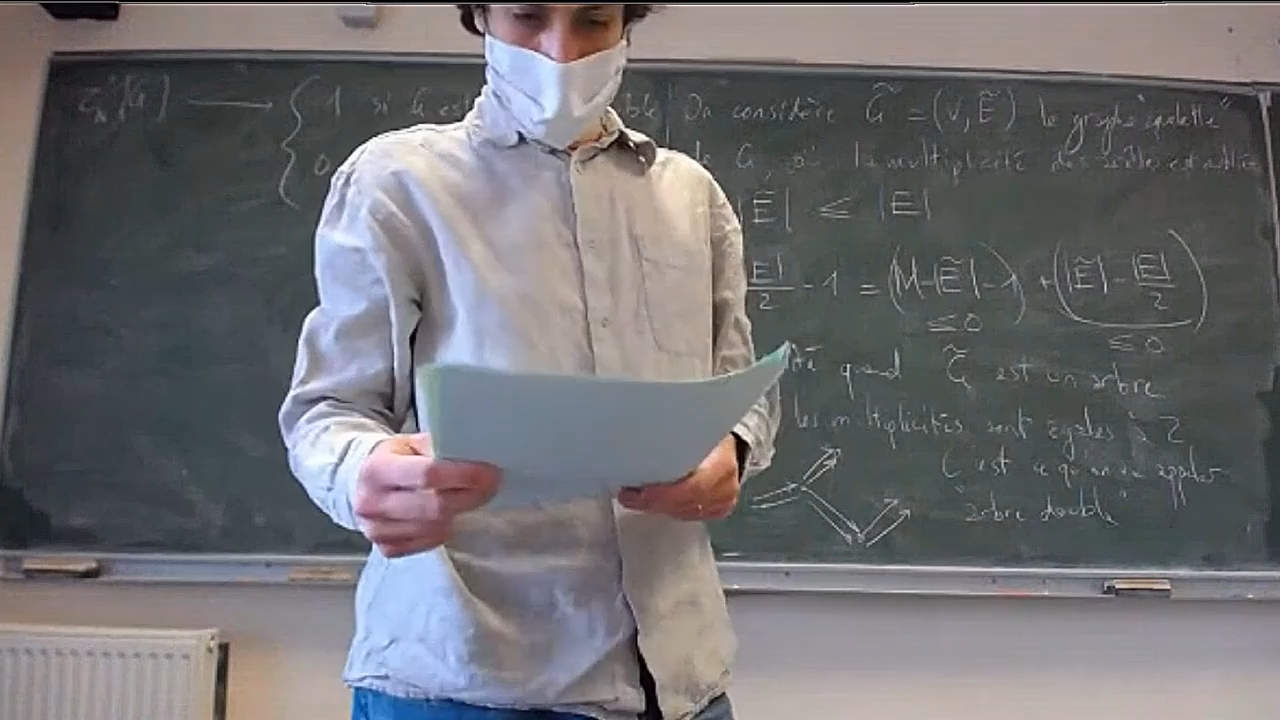 1 si G est
0
On considère G̃ = (V, Ẽ) le graphe "squelette"
de G, où la multiplicité des arêtes est oubliée
|Ẽ| ≤ |E|
|E|/2 - 1 = (M - |Ẽ| - 1) + (|Ẽ| - |E|/2)
≤ 0 ≤ 0
quand G̃ est un arbre
les multiplicités sont égales à 2
C'est ce qu'on va appeler
"arbre double"